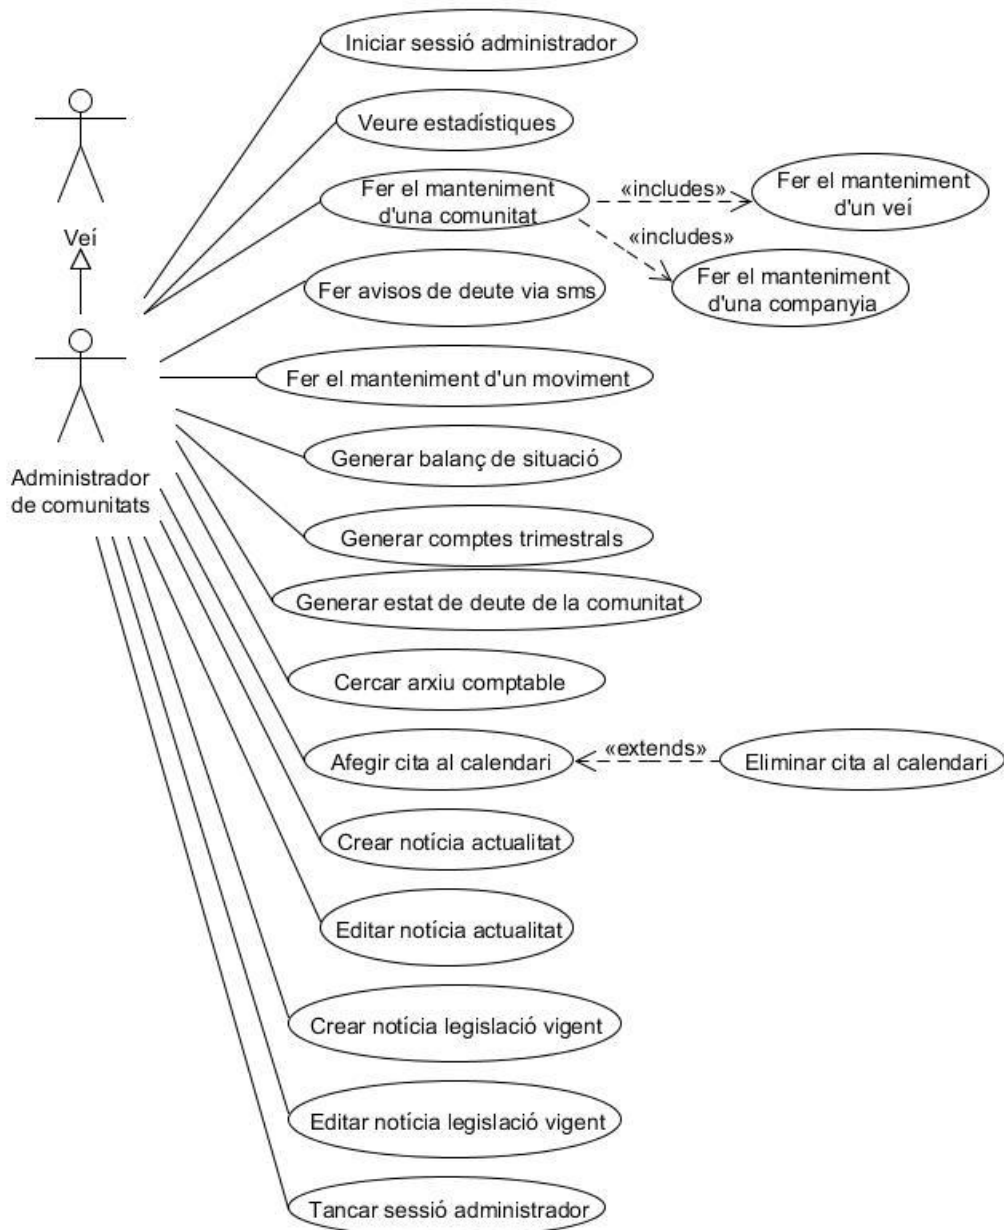 Iniciar sessió administrador
Veure estadístiques
Fer el manteniment
d'una comunitat
«includes»
Fer el manteniment
d'un veí
«includes»
Fer el manteniment
d'una companyia
Veí
Fer avisos de deute via sms
Fer el manteniment d'un moviment
Administrador
de comunitats
Generar balanç de situació
Generar comptes trimestrals
Generar estat de deute de la comunitat
Cercar arxiu comptable
Afegir cita al calendari
«extends»
Eliminar cita al calendari
Crear notícia actualitat
Editar notícia actualitat
Crear notícia legislació vigent
Editar notícia legislació vigent
Tancar sessió administrador